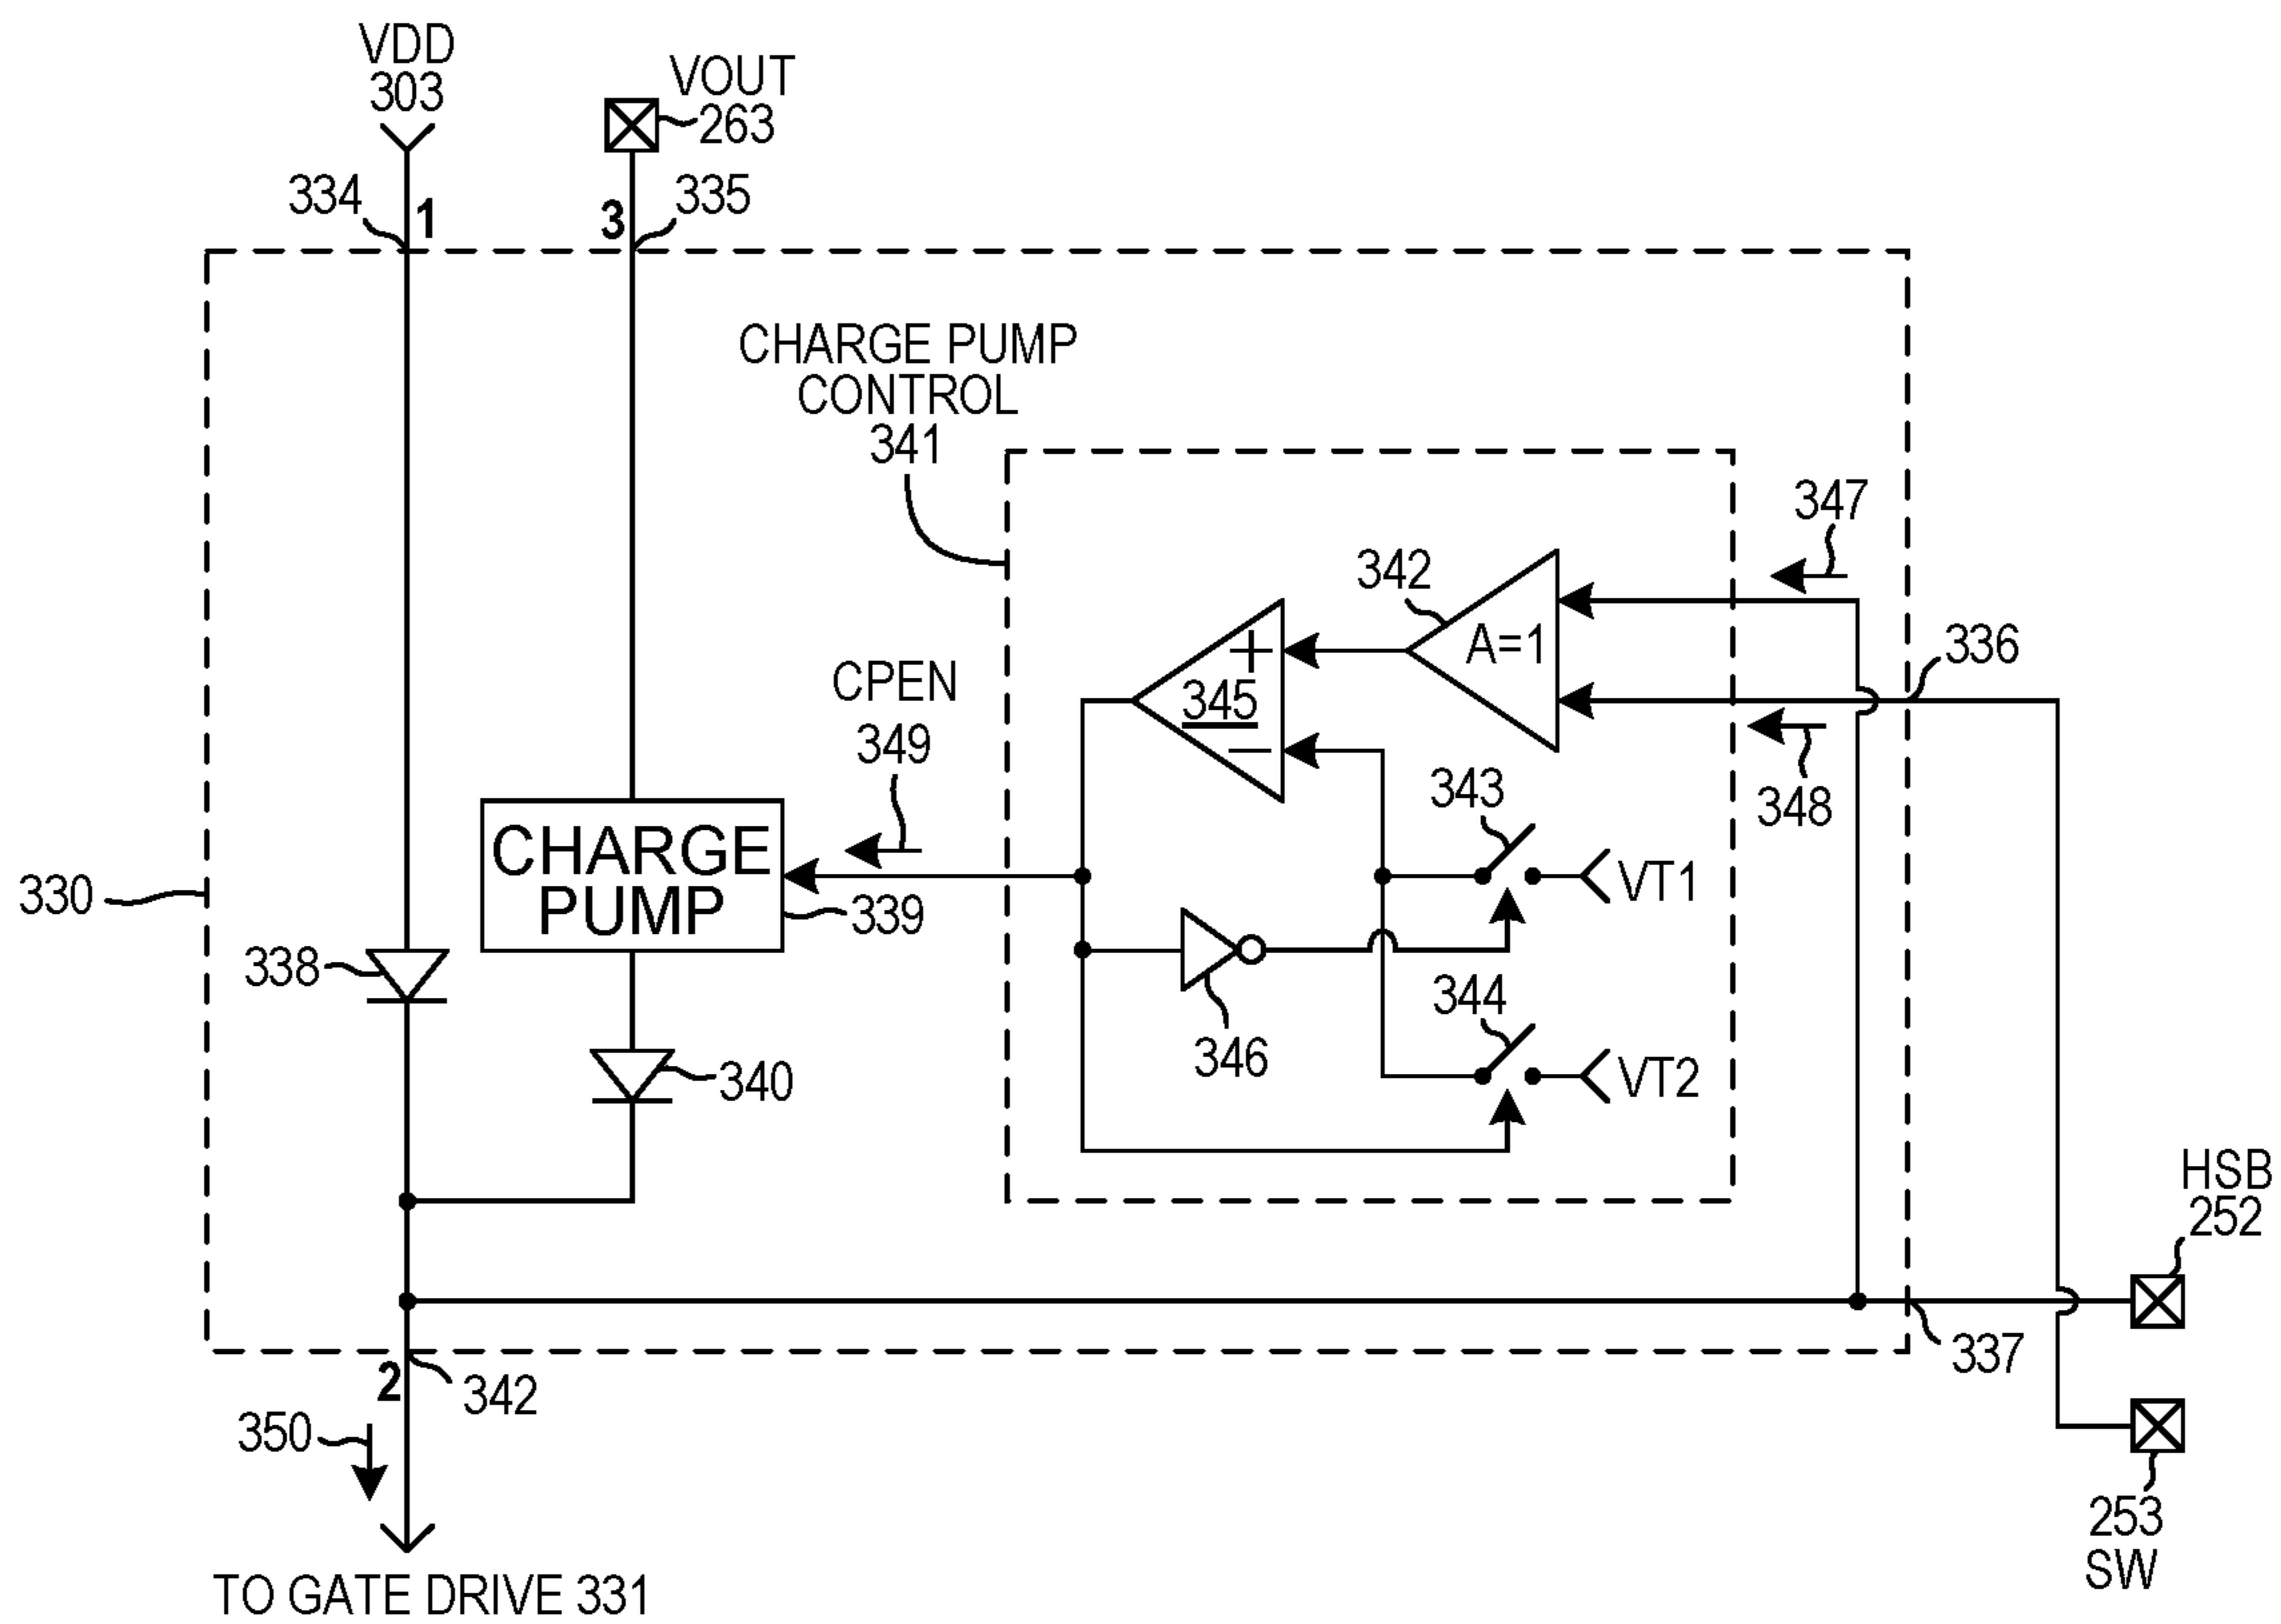 VDD
303
VOUT
263
334
1
3
335
CHARGE PUMP
CONTROL
341
347
342
A=1
336
+
345
−
CPEN
349
348
343
VT1
CHARGE
PUMP
339
330
338
344
346
VT2
340
HSB
252
337
2
342
350
253
SW
TO GATE DRIVE 331